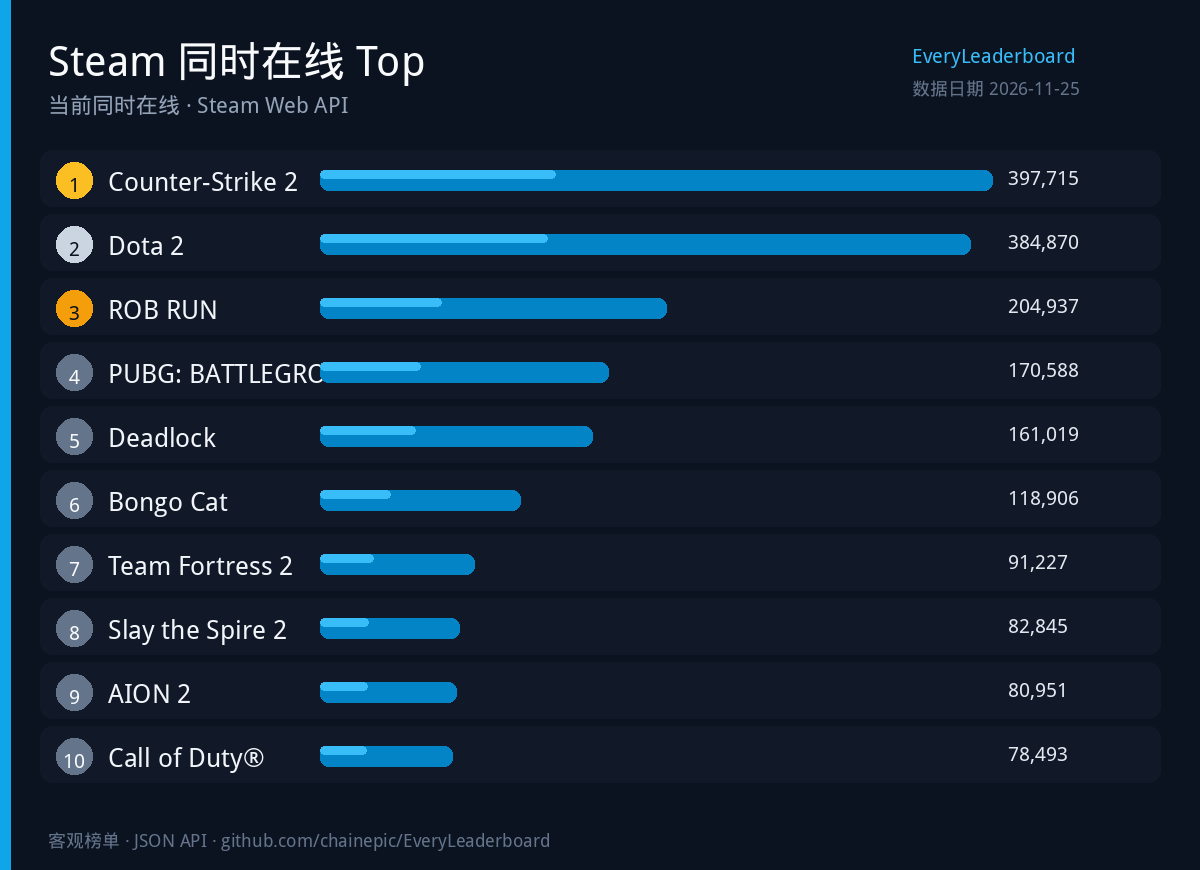 Steam 同时在线 Top
当前同时在线 · Steam Web API
EveryLeaderboard
数据日期 2026-11-25
1 Counter-Strike 2 397,715
2 Dota 2 384,870
3 ROB RUN 204,937
4 PUBG: BATTLEGRO 170,588
5 Deadlock 161,019
6 Bongo Cat 118,906
7 Team Fortress 2 91,227
8 Slay the Spire 2 82,845
9 AION 2 80,951
10 Call of Duty® 78,493
客观榜单 · JSON API · github.com/chainepic/EveryLeaderboard